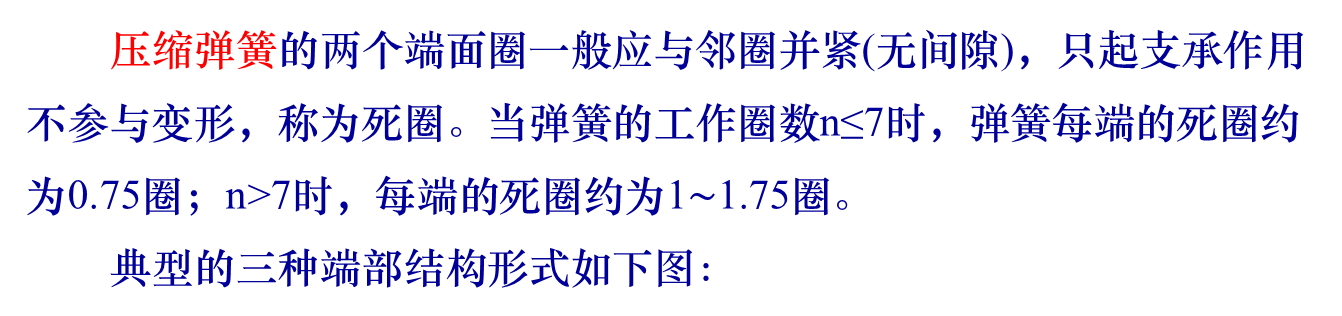 压缩弹簧的两个端面圈一般应与邻圈并紧(无间隙)，只起支承作用
不参与变形，称为死圈。当弹簧的工作圈数n≤7时，弹簧每端的死圈约
为0.75圈；n>7时，每端的死圈约为1~1.75圈。
典型的三种端部结构形式如下图：